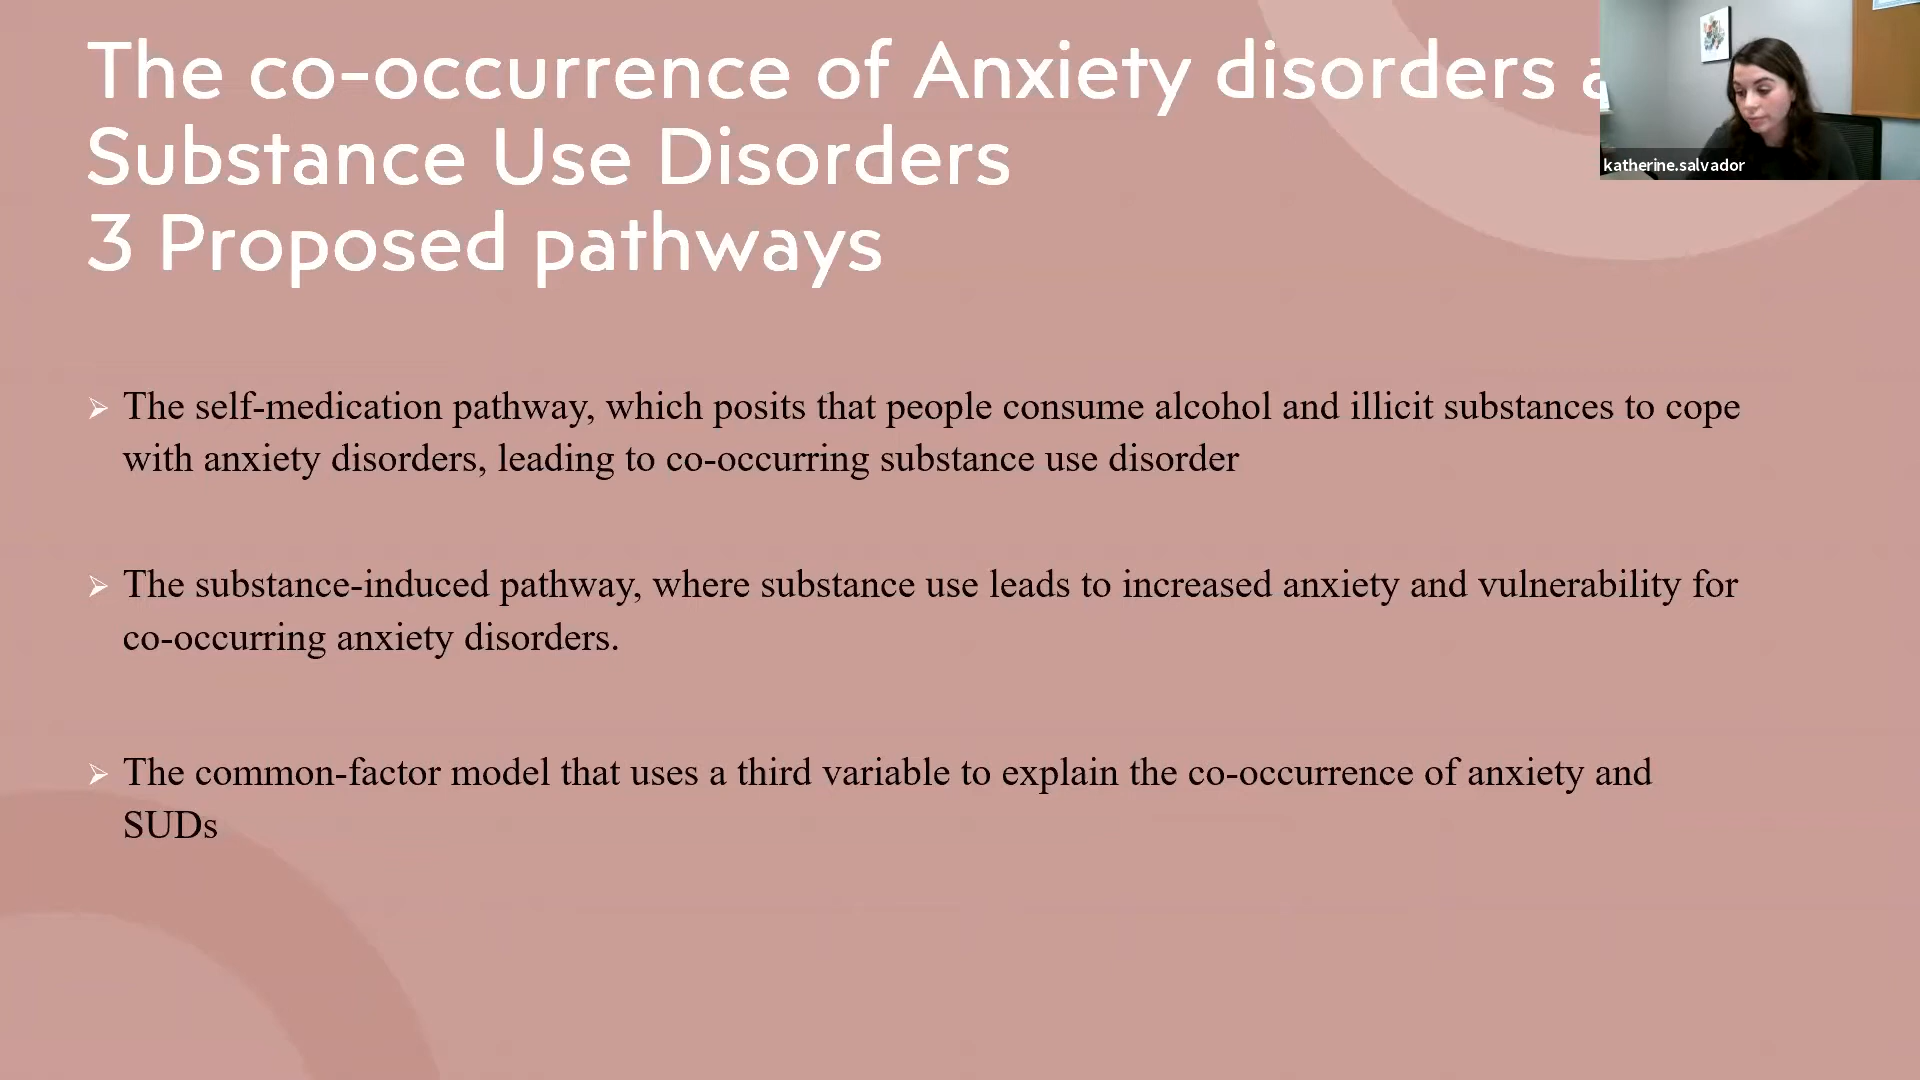 The co-occurrence of Anxiety disorders
Substance Use Disorders
3 Proposed pathways
katherine.salvador
The self-medication pathway, which posits that people consume alcohol and illicit substances to cope
with anxiety disorders, leading to co-occurring substance use disorder
The substance-induced pathway, where substance use leads to increased anxiety and vulnerability for
co-occurring anxiety disorders.
The common-factor model that uses a third variable to explain the co-occurrence of anxiety and
SUDs